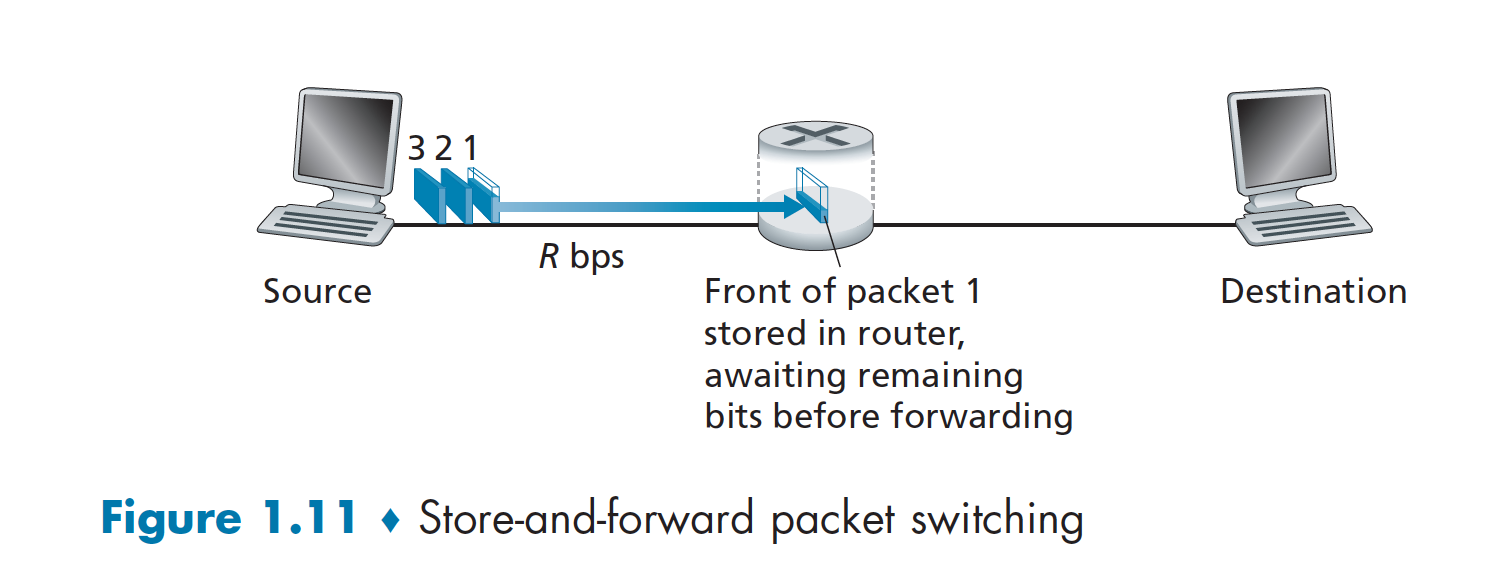 3 2 1
R bps
Source
Front of packet 1
stored in router,
awaiting remaining
bits before forwarding
Destination
Figure 1.11 ♦ Store-and-forward packet switching